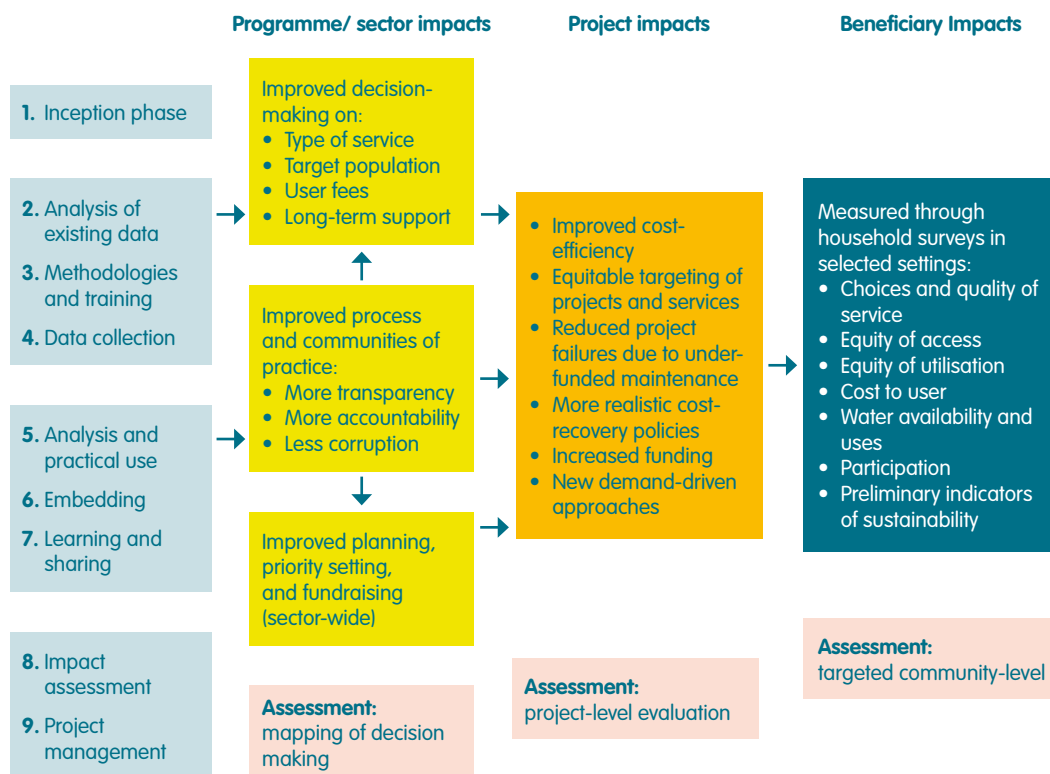 Programme/ sector impacts
Project impacts
Beneficiary Impacts
1. Inception phase
2. Analysis of
existing data
3. Methodologies
and training
4. Data collection
5. Analysis and
practical use
6. Embedding
7. Learning and
sharing
8. Impact
assessment
9. Project
management
Improved decision-
making on:
• Type of service
• Target population
• User fees
• Long-term support
Improved process
and communities of
practice:
• More transparency
• More accountability
• Less corruption
Improved planning,
priority setting,
and fundraising
(sector-wide)
Assessment:
mapping of decision
making
• Improved cost-
efficiency
• Equitable targeting of
projects and services
• Reduced project
failures due to under-
funded maintenance
• More realistic cost-
recovery policies
• Increased funding
• New demand-driven
approaches
Assessment:
project-level evaluation
Measured through
household surveys in
selected settings:
• Choices and quality of
service
• Equity of access
• Equity of utilisation
• Cost to user
• Water availability and
uses
• Participation
• Preliminary indicators
of sustainability
Assessment:
targeted community-level